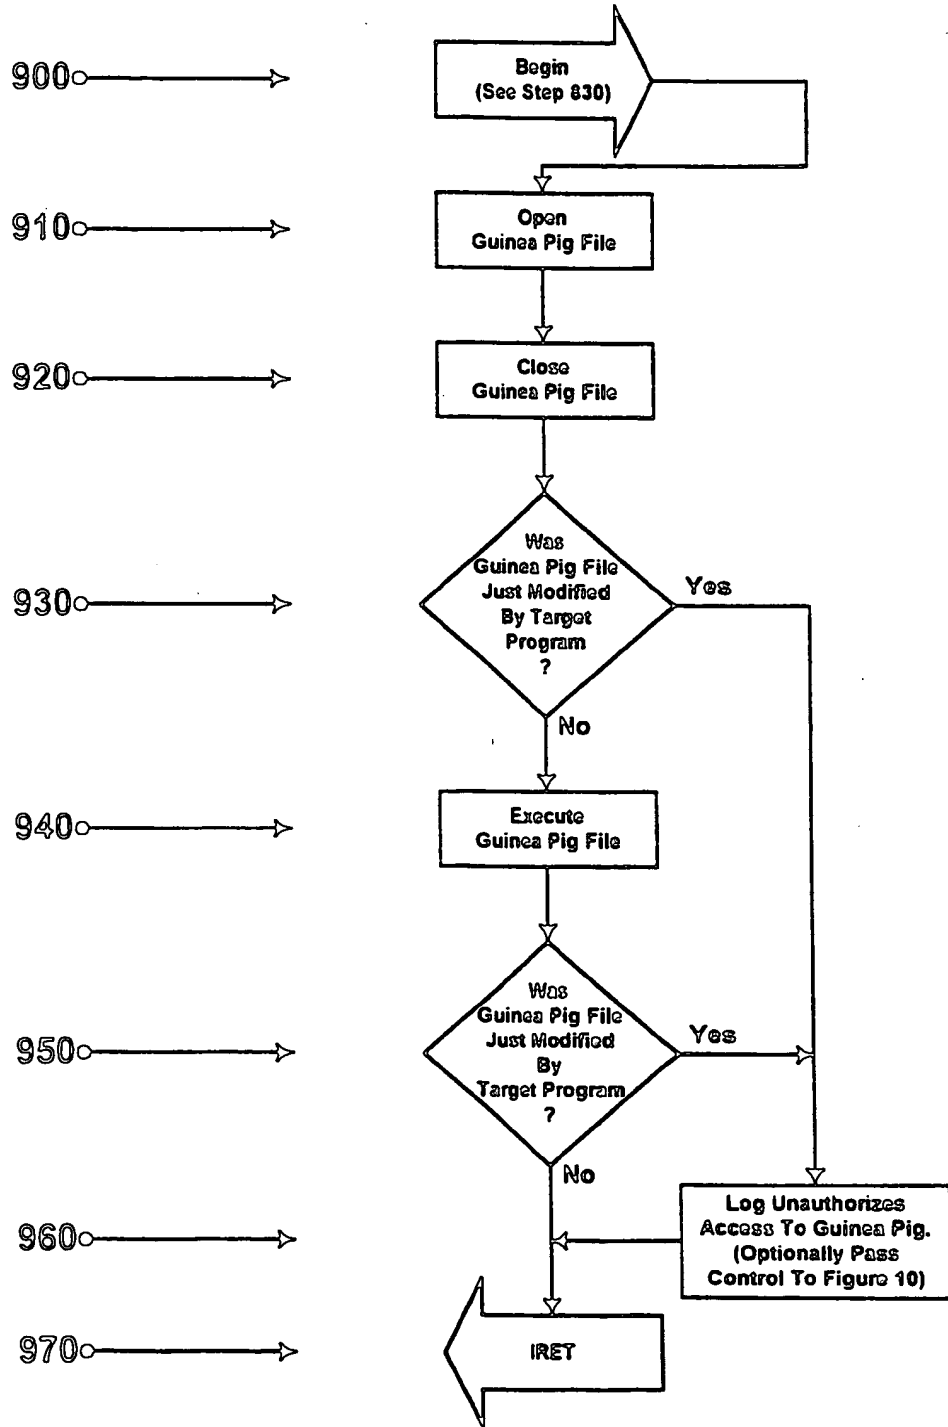 900
Begin
(See Step 830)
910
Open
Guinea Pig File
920
Close
Guinea Pig File
930
Was
Guinea Pig File
Just Modified
By Target
Program
?
Yes
No
940
Execute
Guinea Pig File
950
Was
Guinea Pig File
Just Modified
By
Target Program
?
Yes
No
960
Log Unauthorizes
Access To Guinea Pig.
(Optionally Pass
Control To Figure 10)
970
IRET